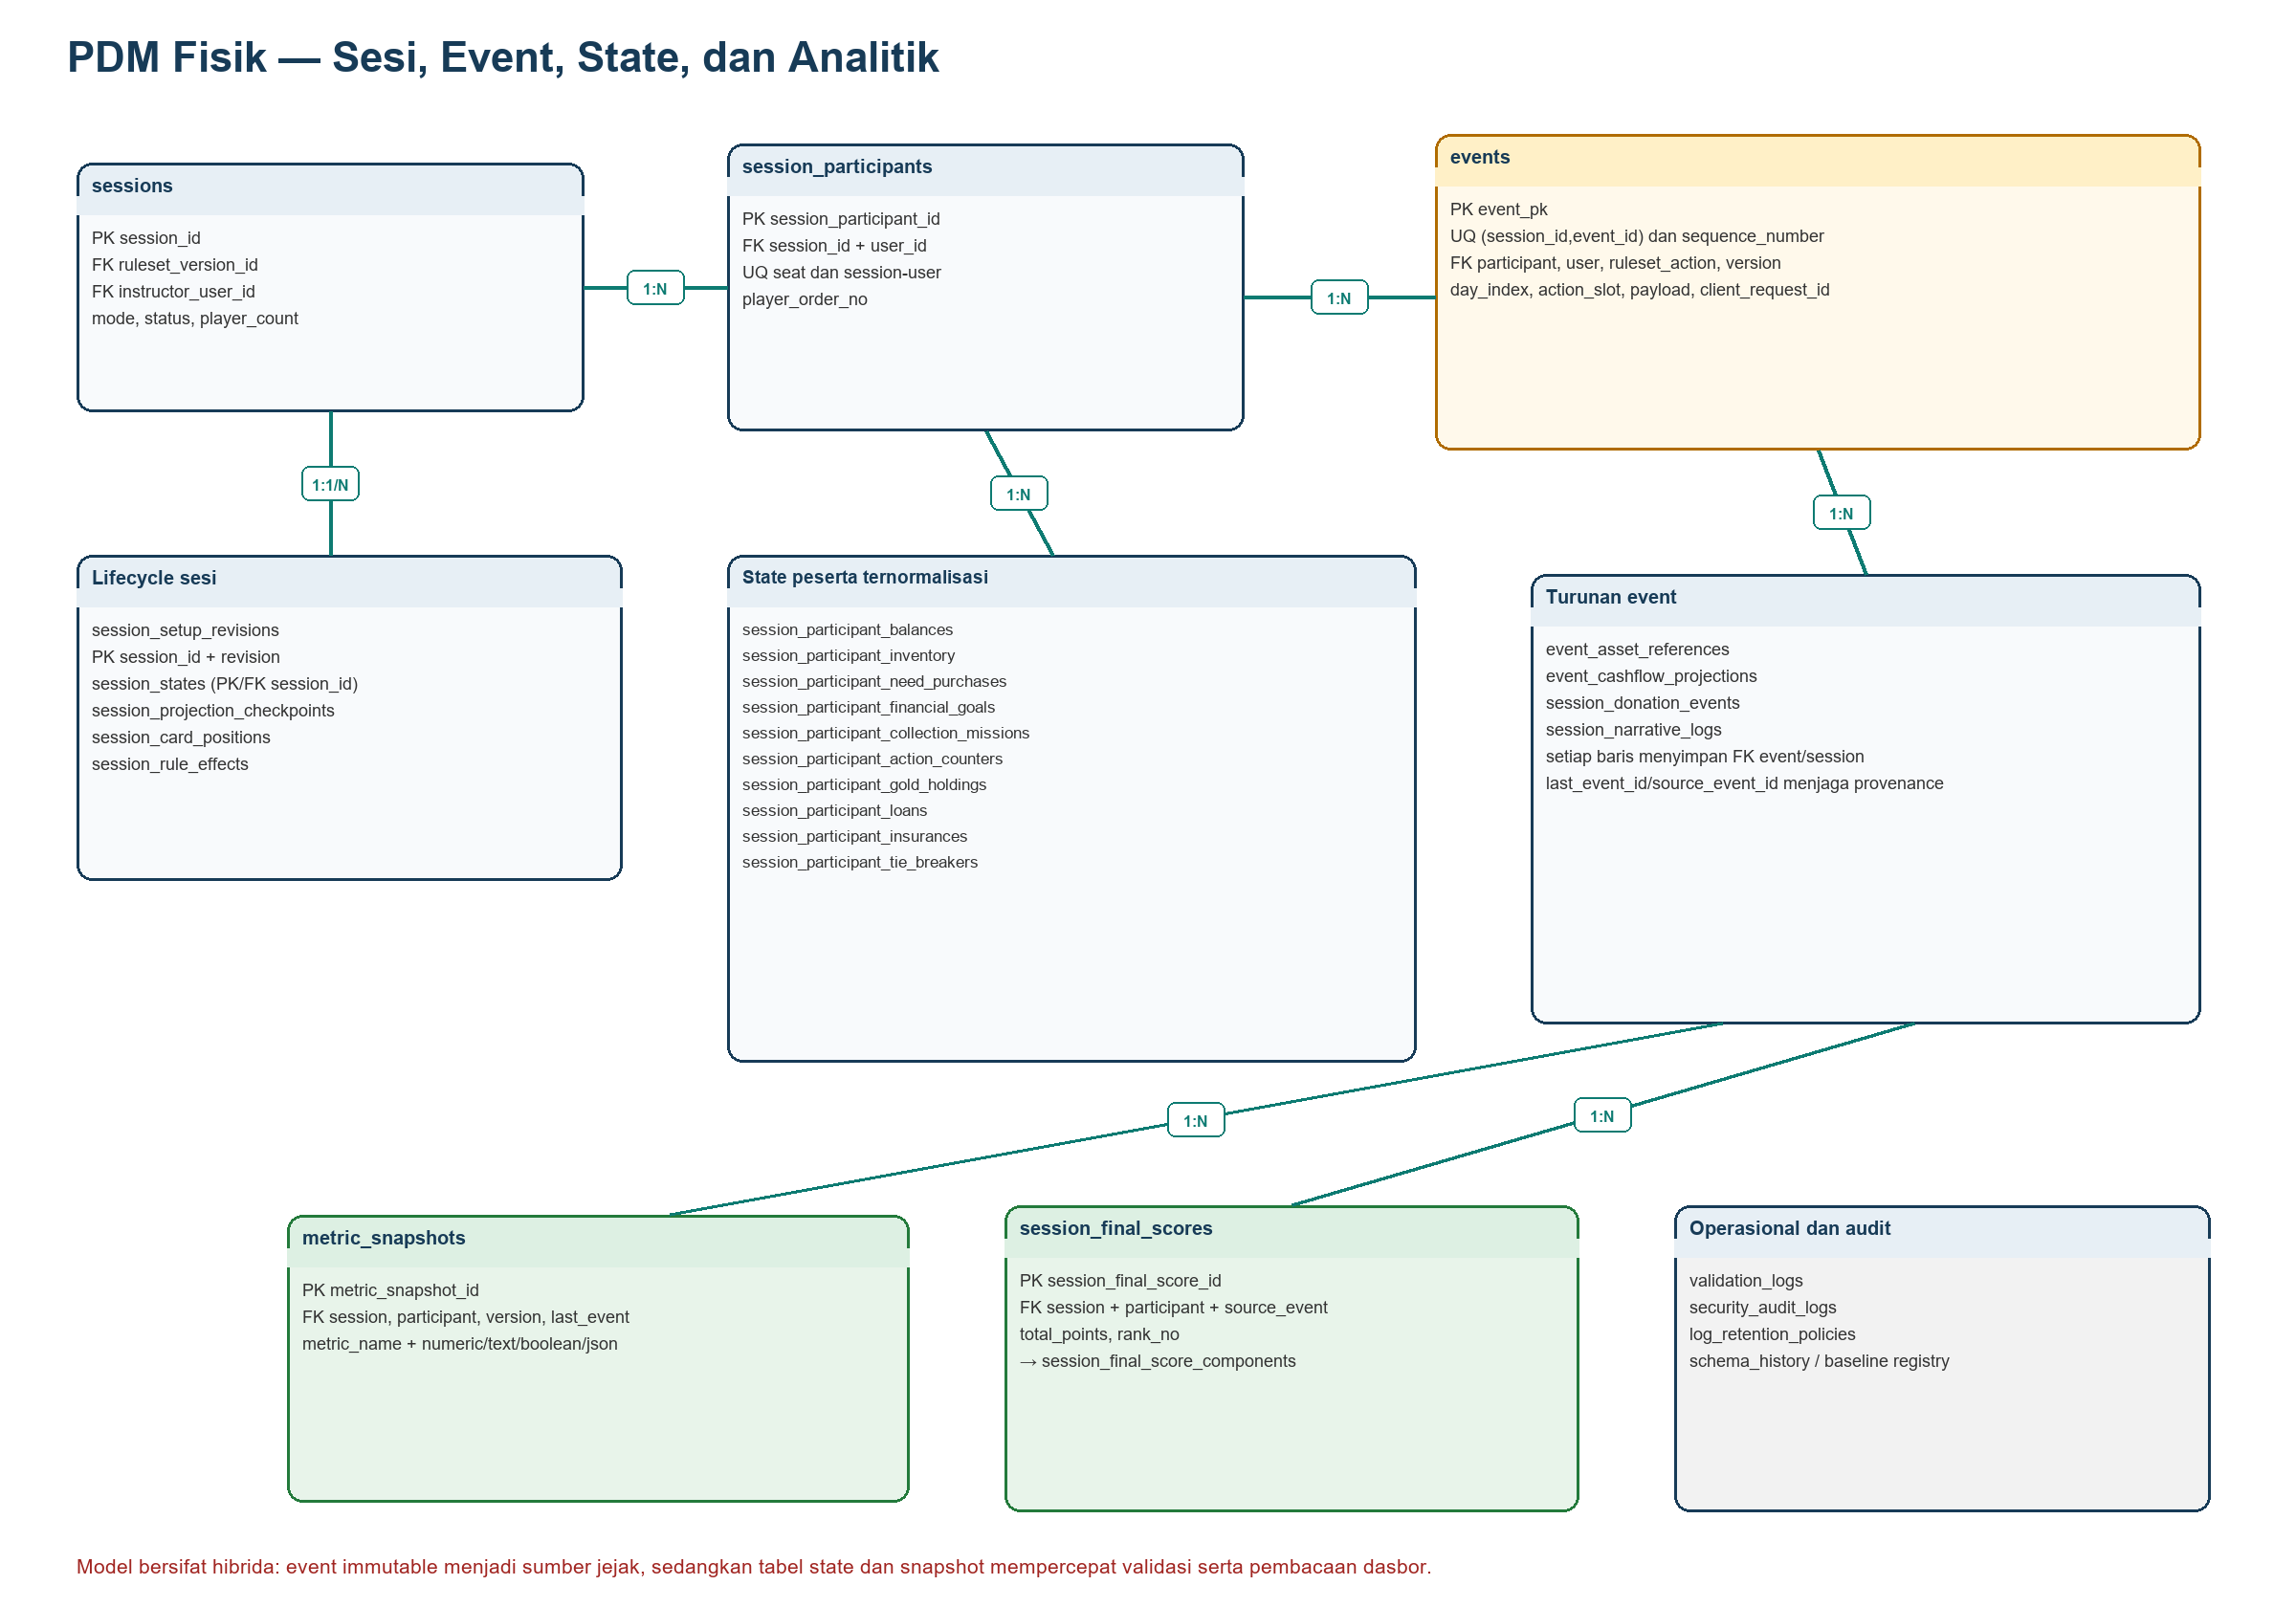 PDM Fisik — Sesi, Event, State, dan Analitik
sessions
PK session_id
FK ruleset_version_id
FK instructor_user_id
mode, status, player_count
1:N
session_participants
PK session_participant_id
FK session_id + user_id
UQ seat dan session-user
player_order_no
1:N
events
PK event_pk
UQ (session_id,event_id) dan sequence_number
FK participant, user, ruleset_action, version
day_index, action_slot, payload, client_request_id
1:1/N
1:N
1:N
Lifecycle sesi
session_setup_revisions
PK session_id + revision
session_states (PK/FK session_id)
session_projection_checkpoints
session_card_positions
session_rule_effects
State peserta ternormalisasi
session_participant_balances
session_participant_inventory
session_participant_need_purchases
session_participant_financial_goals
session_participant_collection_missions
session_participant_action_counters
session_participant_gold_holdings
session_participant_loans
session_participant_insurances
session_participant_tie_breakers
Turunan event
event_asset_references
event_cashflow_projections
session_donation_events
session_narrative_logs
setiap baris menyimpan FK event/session
last_event_id/source_event_id menjaga provenance
1:N
1:N
metric_snapshots
PK metric_snapshot_id
FK session, participant, version, last_event
metric_name + numeric/text/boolean/json
session_final_scores
PK session_final_score_id
FK session + participant + source_event
total_points, rank_no
→ session_final_score_components
Operasional dan audit
validation_logs
security_audit_logs
log_retention_policies
schema_history / baseline registry
Model bersifat hibrida: event immutable menjadi sumber jejak, sedangkan tabel state dan snapshot mempercepat validasi serta pembacaan dasbor.